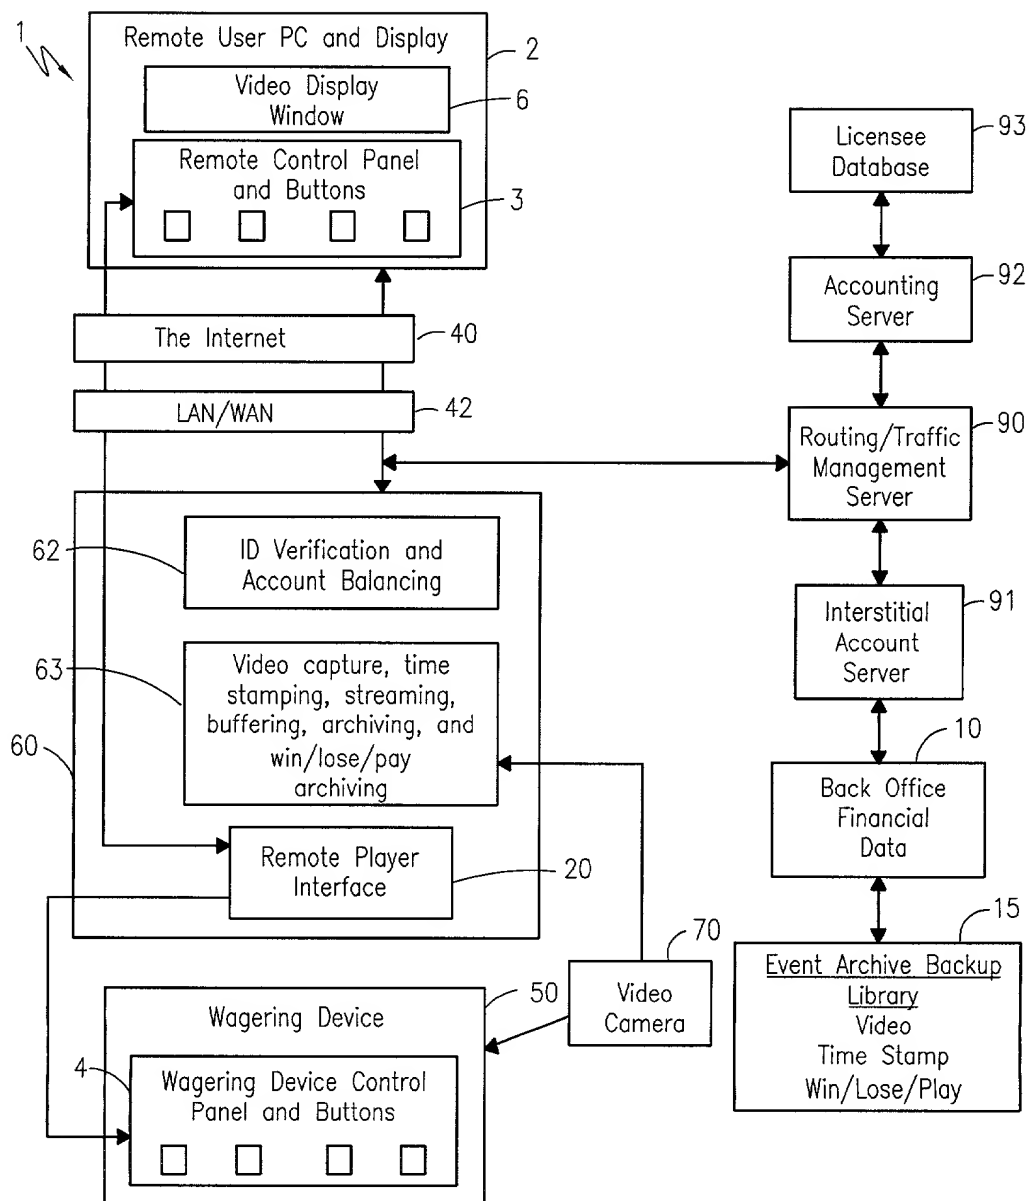 1
Remote User PC and Display
2
Video Display
Window
6
Remote Control Panel
and Buttons
3
The Internet
40
LAN/WAN
42
62
ID Verification and
Account Balancing
63
Video capture, time
stamping, streaming,
buffering, archiving, and
win/lose/pay
archiving
60
Remote Player
Interface
20
Wagering Device
50
4
Wagering Device Control
Panel and Buttons
70
Video
Camera
93
Licensee
Database
92
Accounting
Server
90
Routing/Traffic
Management
Server
91
Interstitial
Account
Server
10
Back Office
Financial
Data
15
Event Archive Backup
Library
Video
Time Stamp
Win/Lose/Play